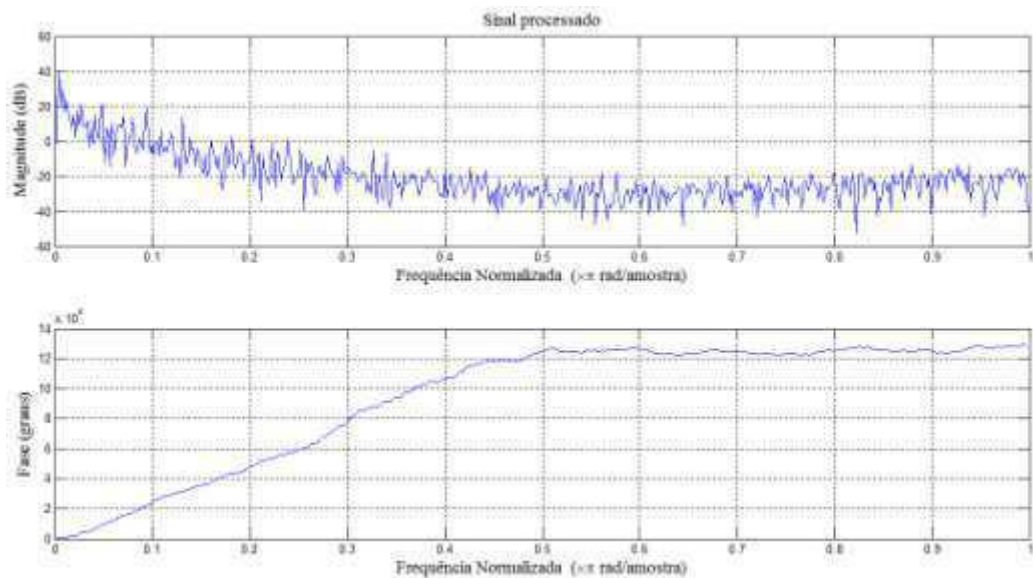 Sinal processado
60
40
20
0
-20
-40
-60
Magnitude (dB)
0 0.1 0.2 0.3 0.4 0.5 0.6 0.7 0.8 0.9 1
Frequência Normalizada (×π rad/amostra)
14
12
10
8
6
4
2
0
Fase (graus)
0 0.1 0.2 0.3 0.4 0.5 0.6 0.7 0.8 0.9 1
Frequência Normalizada (×π rad/amostra)